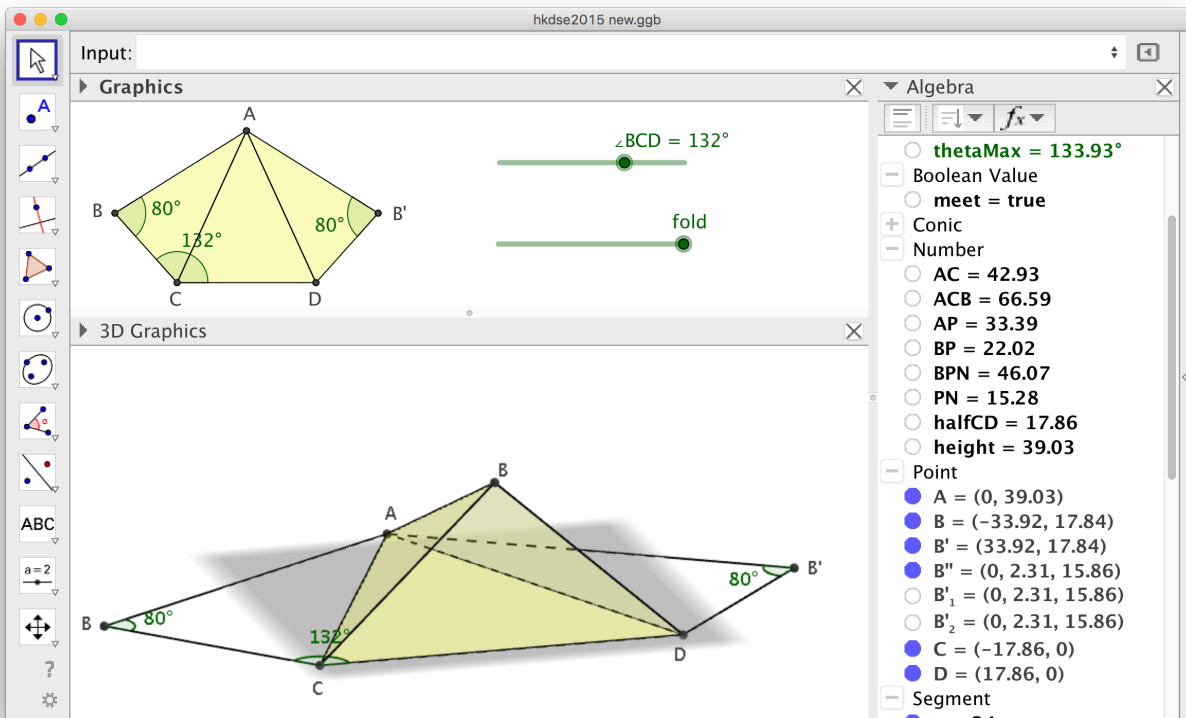 hkdse2015 new.ggb
Input:
Graphics
A
B
80°
132°
80°
B'
C
D
∠BCD = 132°
fold
3D Graphics
B
A
B'
80°
B
80°
132°
D
C
ABC
a=2
?
Algebra
fx
thetaMax = 133.93°
Boolean Value
meet = true
Conic
Number
AC = 42.93
ACB = 66.59
AP = 33.39
BP = 22.02
BPN = 46.07
PN = 15.28
halfCD = 17.86
height = 39.03
Point
A = (0, 39.03)
B = (-33.92, 17.84)
B' = (33.92, 17.84)
B" = (0, 2.31, 15.86)
B'₁ = (0, 2.31, 15.86)
B'₂ = (0, 2.31, 15.86)
C = (-17.86, 0)
D = (17.86, 0)
Segment